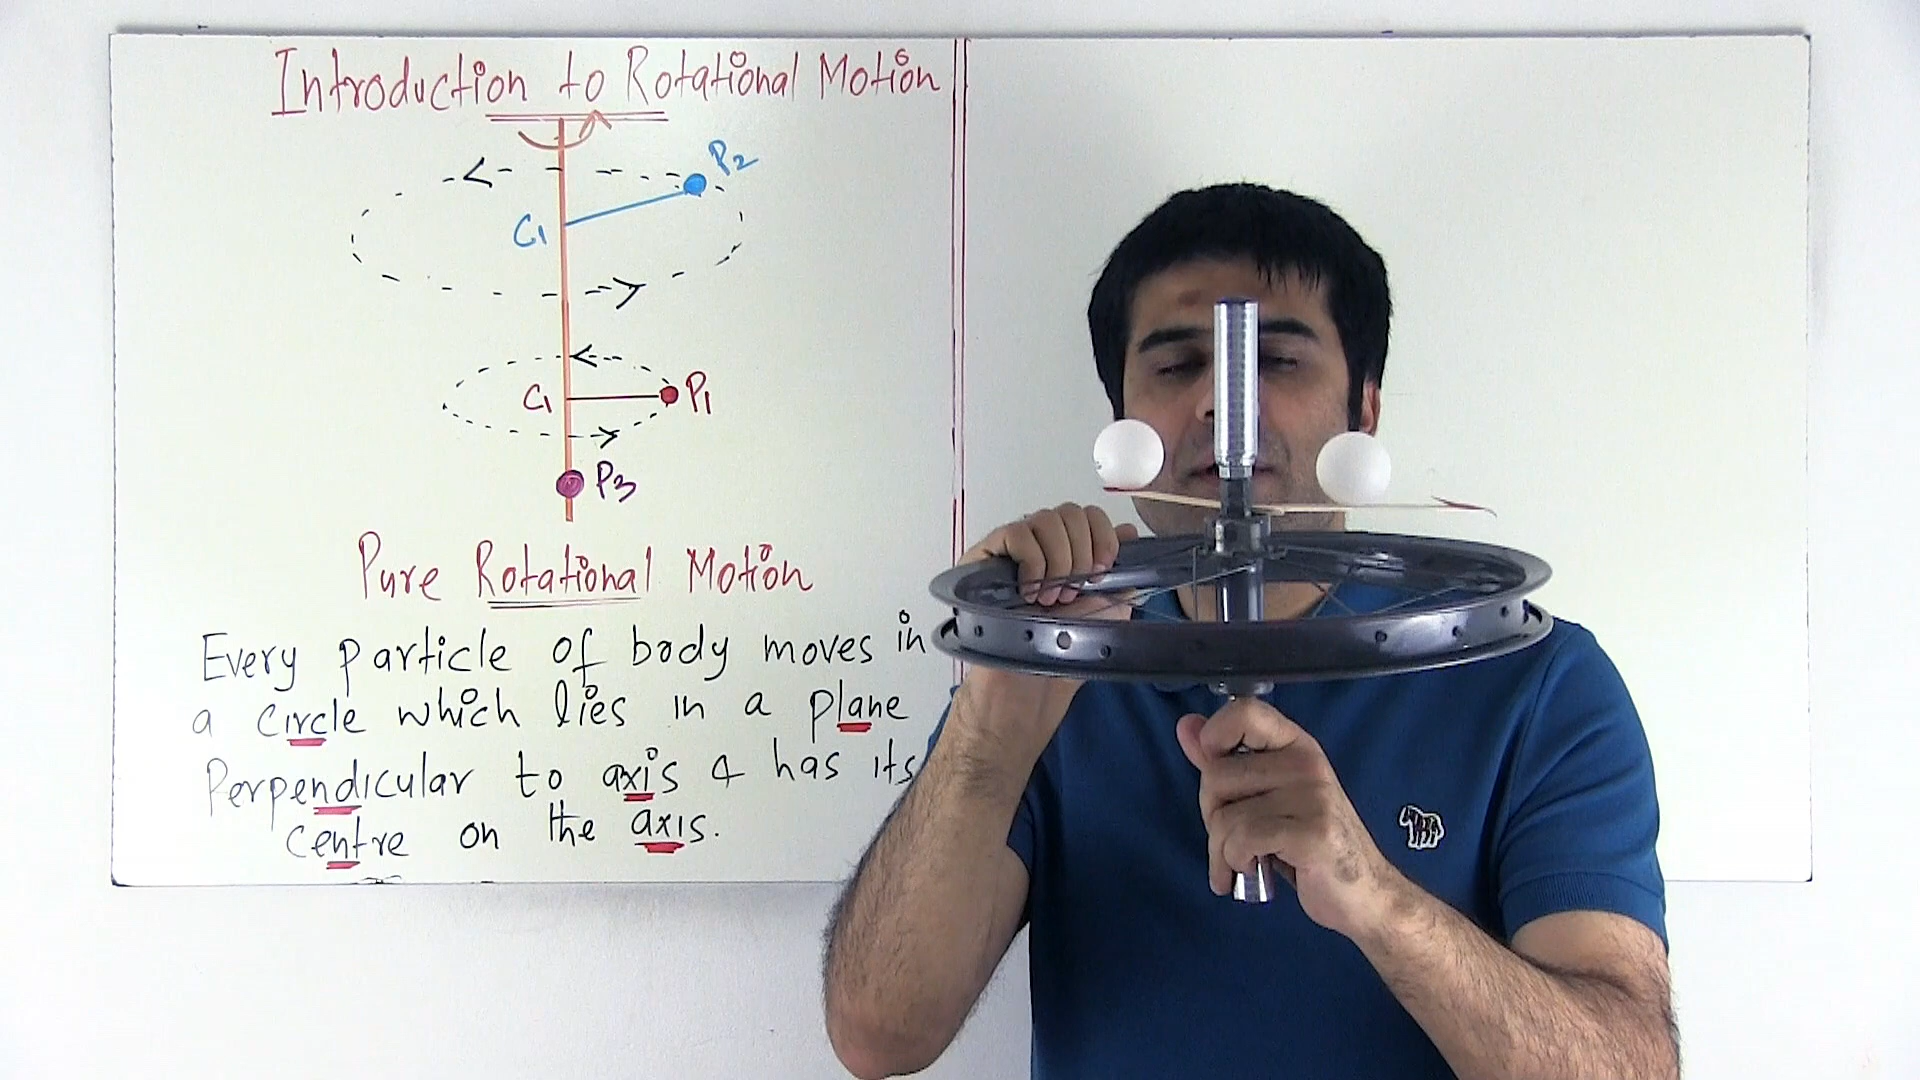 Introduction to Rotational Motion
P2
C1
C1
P1
P3
Pure Rotational Motion
Every particle of body moves in
a circle which lies in a plane
Perpendicular to axis & has its
centre on the axis.